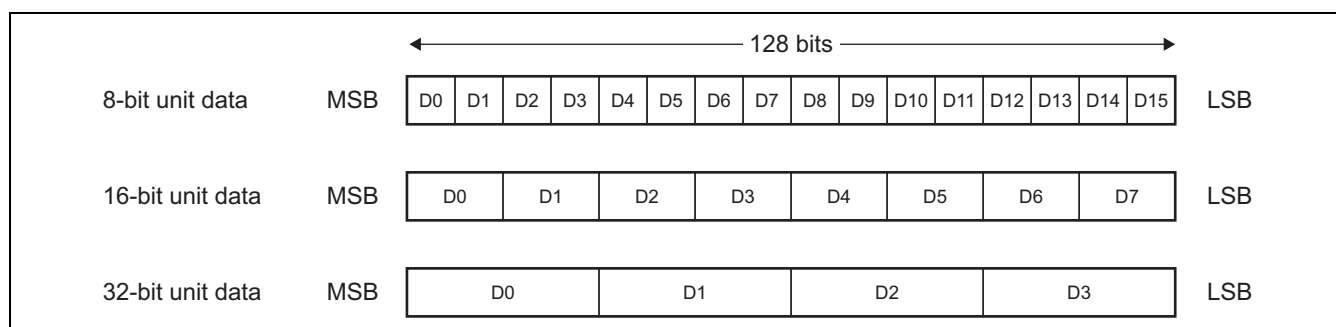 128 bits
8-bit unit data MSB D0 D1 D2 D3 D4 D5 D6 D7 D8 D9 D10 D11 D12 D13 D14 D15 LSB
16-bit unit data MSB D0 D1 D2 D3 D4 D5 D6 D7 LSB
32-bit unit data MSB D0 D1 D2 D3 LSB